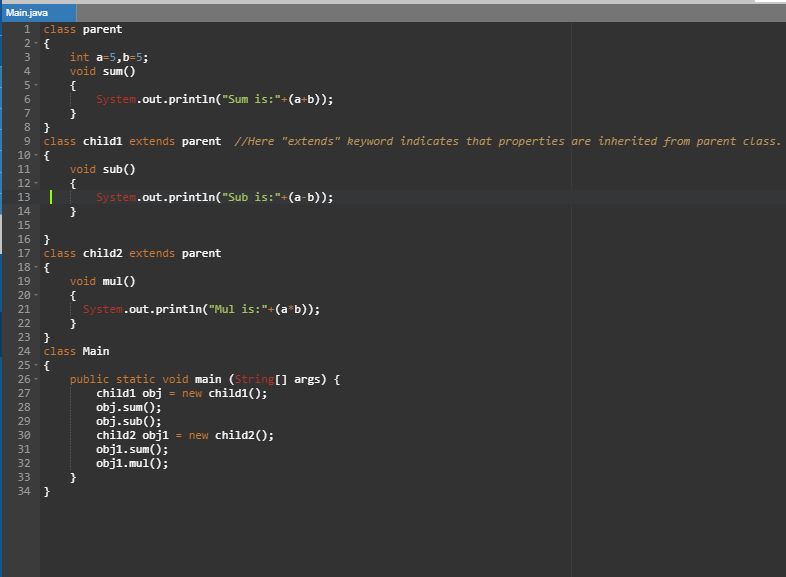 Main.java
1 class parent
2 {
3 int a=5,b=5;
4 void sum()
5 {
6 System.out.println("Sum is:"+(a+b));
7 }
8 }
9 class child1 extends parent //Here "extends" keyword indicates that properties are inherited from parent class.
10 {
11 void sub()
12 {
13 System.out.println("Sub is:"+(a-b));
14 }
15
16 }
17 class child2 extends parent
18 {
19 void mul()
20 {
21 System.out.println("Mul is:"+(a*b));
22 }
23 }
24 class Main
25 {
26 public static void main (String[] args) {
27 child1 obj = new child1();
28 obj.sum();
29 obj.sub();
30 child2 obj1 = new child2();
31 obj1.sum();
32 obj1.mul();
33 }
34 }